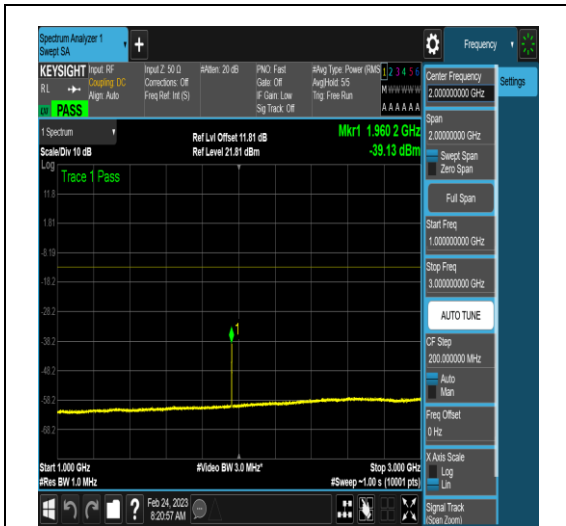 Spectrum Analyzer 1
Swept SA
+
Frequency
KEYSIGHT
RL
PASS
Input: RF
Coupling: DC
Align: Auto
Input Z: 50 Ω
Corrections: Off
Freq Ref: Int (S)
#Atten: 20 dB
PNO: Fast
Gate: Off
IF Gain: Low
Sig Track: Off
#Avg Type: Power (RMS
Avg|Hold: 5/5
Trig: Free Run
1 2 3 4 5 6
M W W W W W
A A A A A A
Center Frequency
2.000000000 GHz
Settings
Span
2.00000000 GHz
Swept Span
Zero Span
Full Span
Start Freq
1.000000000 GHz
Stop Freq
3.000000000 GHz
AUTO TUNE
CF Step
200.000000 MHz
Auto
Man
Freq Offset
0 Hz
X Axis Scale
Log
Lin
Signal Track
(Span Zoom)
1 Spectrum
Scale/Div 10 dB
Ref Lvl Offset 11.81 dB
Ref Level 21.81 dBm
Mkr1 1.960 2 GHz
-39.13 dBm
Log
Trace 1 Pass
11.8
1.81
-8.19
-18.2
-28.2
-38.2
-48.2
-58.2
-68.2
1
Start 1.000 GHz
#Res BW 1.0 MHz
#Video BW 3.0 MHz*
Stop 3.000 GHz
#Sweep ~1.00 s (10001 pts)
?
Feb 24, 2023
8:20:57 AM